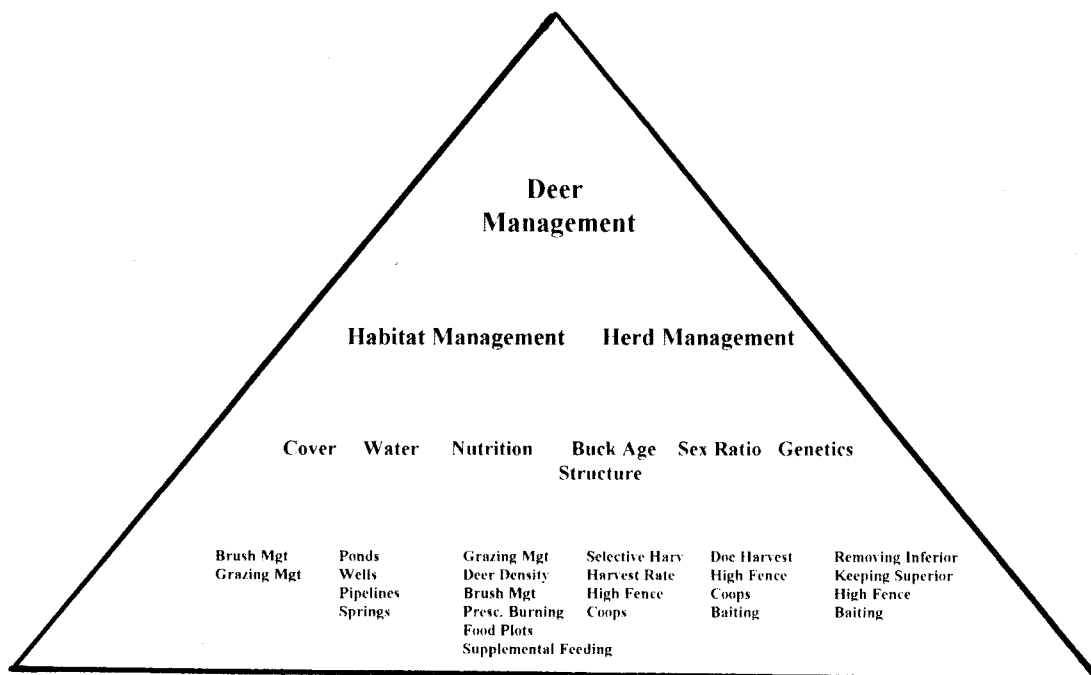 Deer
Management
Habitat Management Herd Management
Cover Water Nutrition Buck Age Sex Ratio Genetics
Structure
Brush Mgt Ponds Grazing Mgt Selective Harv Doe Harvest Removing Inferior
Grazing Mgt Wells Deer Density Harvest Rate High Fence Keeping Superior
Pipelines Brush Mgt High Fence Coops High Fence
Springs Presc. Burning Coops Baiting Baiting
Food Plots
Supplemental Feeding